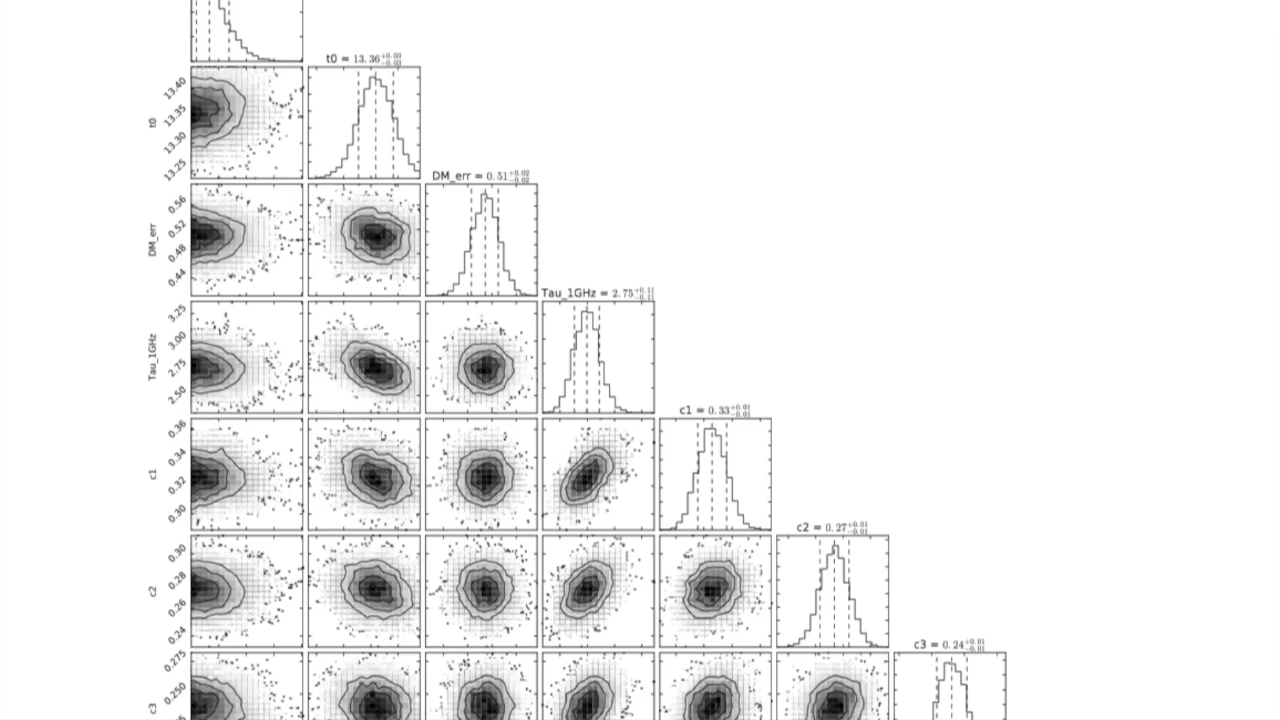 t0 = 13.36+0.03−0.03
13.40
13.35
13.30
13.25
t0
DM_err = 0.51+0.02−0.02
0.56
0.52
0.48
0.44
DM_err
Tau_1GHz = 2.75+0.11−0.11
3.25
3.00
2.75
2.50
Tau_1GHz
c1 = 0.33+0.01−0.01
0.36
0.34
0.32
0.30
c1
c2 = 0.27+0.01−0.01
0.30
0.28
0.26
0.24
c2
c3 = 0.24+0.01−0.01
0.275
0.250
c3